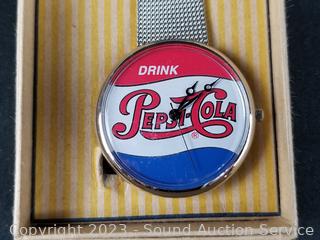 DRINK
PEPSI-COLA
®
Copyright 2023 - Sound Auction Service